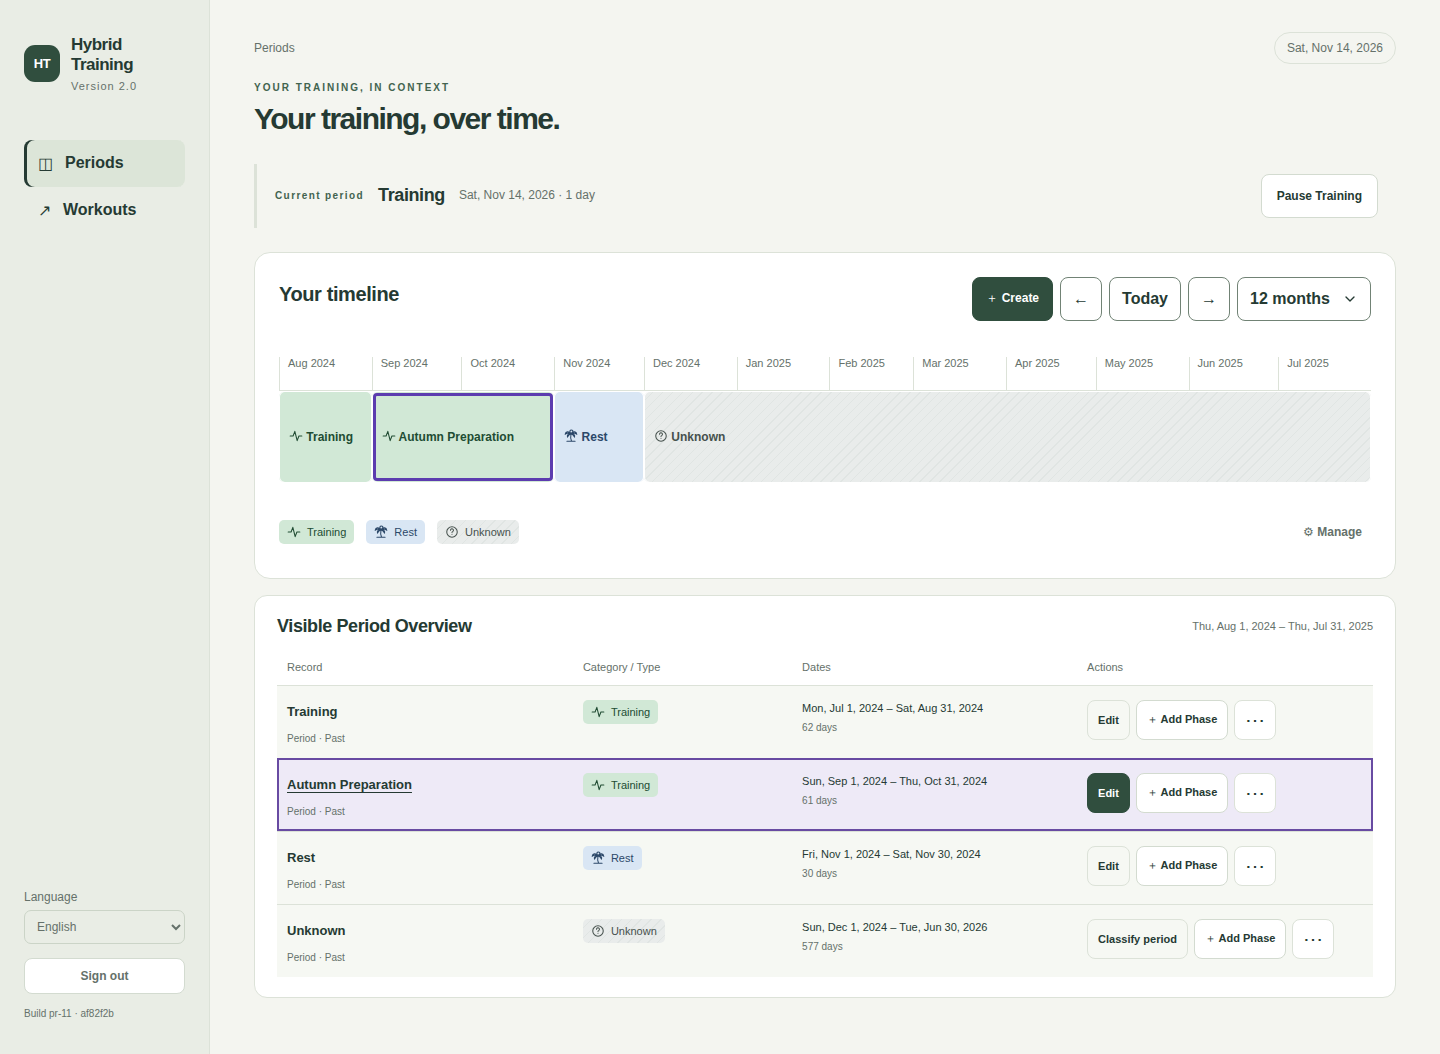 HT
Hybrid
Training
Version 2.0
Periods
Workouts
Language
English
Sign out
Build pr-11 · af82f2b
Periods
Sat, Nov 14, 2026
YOUR TRAINING, IN CONTEXT
Your training, over time.
Current period Training Sat, Nov 14, 2026 · 1 day
Pause Training
Your timeline
+ Create
←
Today
→
12 months
Aug 2024 Sep 2024 Oct 2024 Nov 2024 Dec 2024 Jan 2025 Feb 2025 Mar 2025 Apr 2025 May 2025 Jun 2025 Jul 2025
Training Autumn Preparation Rest Unknown
Training Rest Unknown
Manage
Visible Period Overview
Thu, Aug 1, 2024 – Thu, Jul 31, 2025
Record Category / Type Dates Actions
Training Training Mon, Jul 1, 2024 – Sat, Aug 31, 2024 Edit + Add Phase ···
Period · Past 62 days
Autumn Preparation Training Sun, Sep 1, 2024 – Thu, Oct 31, 2024 Edit + Add Phase ···
Period · Past 61 days
Rest Rest Fri, Nov 1, 2024 – Sat, Nov 30, 2024 Edit + Add Phase ···
Period · Past 30 days
Unknown Unknown Sun, Dec 1, 2024 – Tue, Jun 30, 2026 Classify period + Add Phase ···
Period · Past 577 days